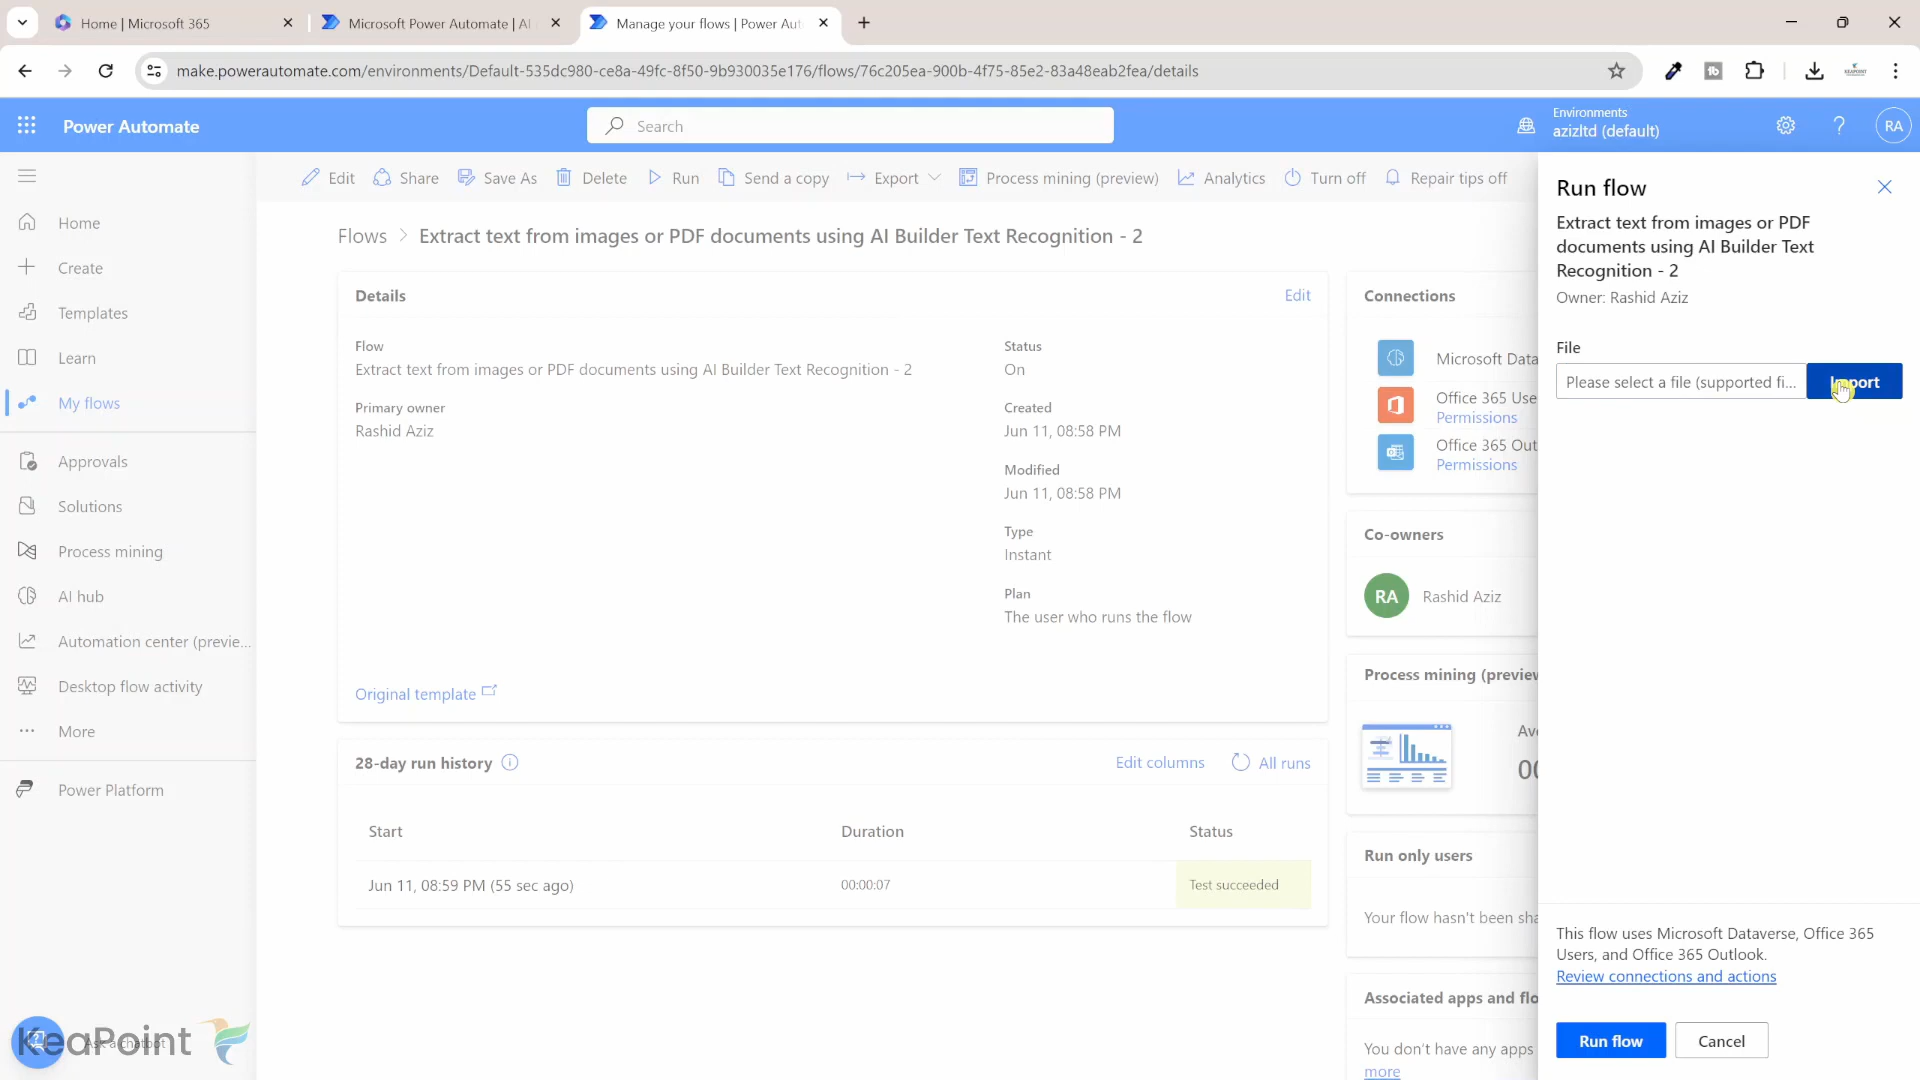 Home | Microsoft 365
Microsoft Power Automate | AI
Manage your flows | Power Aut
make.powerautomate.com/environments/Default-535dc980-ce8a-49fc-8f50-9b930035e176/flows/76c205ea-900b-4f75-85e2-83a48eab2fea/details
Power Automate
Search
Environments
azizltd (default)
RA
Edit
Share
Save As
Delete
Run
Send a copy
Export
Process mining (preview)
Analytics
Turn off
Repair tips off
Home
Create
Templates
Learn
My flows
Approvals
Solutions
Process mining
AI hub
Automation center (previe...
Desktop flow activity
More
Power Platform
Ask a chatbot
KeaPoint
Flows > Extract text from images or PDF documents using AI Builder Text Recognition - 2
Details
Edit
Flow
Extract text from images or PDF documents using AI Builder Text Recognition - 2
Primary owner
Rashid Aziz
Status
On
Created
Jun 11, 08:58 PM
Modified
Jun 11, 08:58 PM
Type
Instant
Plan
The user who runs the flow
Original template
28-day run history
Edit columns
All runs
Start
Duration
Status
Jun 11, 08:59 PM (55 sec ago)
00:00:07
Test succeeded
Connections
Microsoft Data
Office 365 Use
Permissions
Office 365 Out
Permissions
Co-owners
RA
Rashid Aziz
Process mining (preview
Ave
00
Run only users
Your flow hasn't been sha
Associated apps and flo
You don't have any apps
more
Run flow
Extract text from images or PDF
documents using AI Builder Text
Recognition - 2
Owner: Rashid Aziz
File
Please select a file (supported fi...
Import
This flow uses Microsoft Dataverse, Office 365
Users, and Office 365 Outlook.
Review connections and actions
Run flow
Cancel